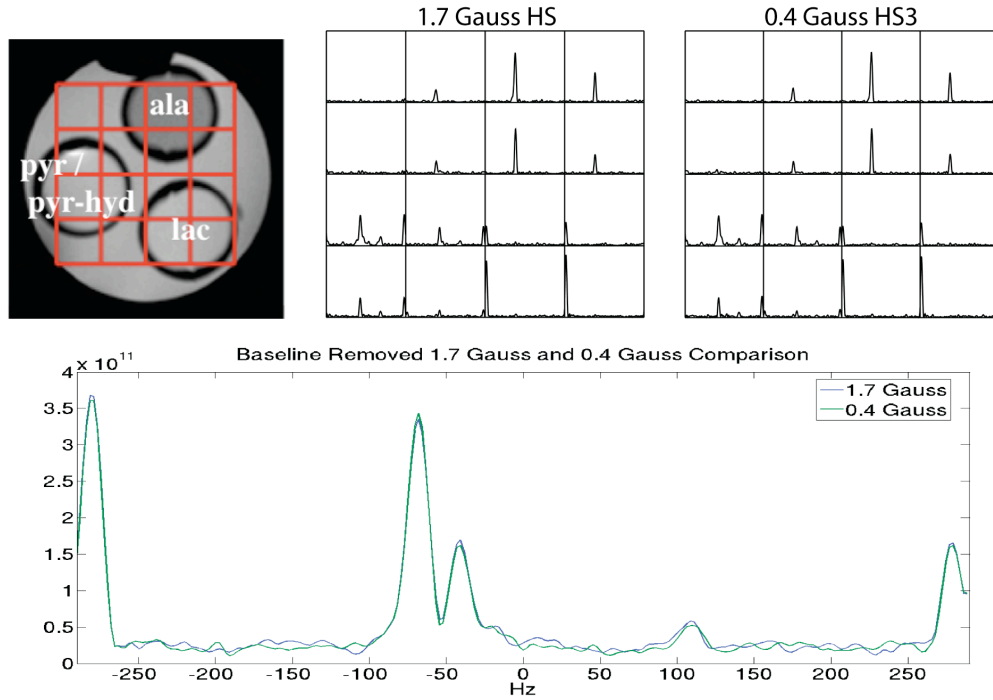 1.7 Gauss HS
0.4 Gauss HS3
ala
pyr /
pyr-hyd
lac
Baseline Removed 1.7 Gauss and 0.4 Gauss Comparison
4 × 10^11
3.5
3
2.5
2
1.5
1
0.5
0
1.7 Gauss
0.4 Gauss
-250
-200
-150
-100
-50
0
50
100
150
200
250
Hz